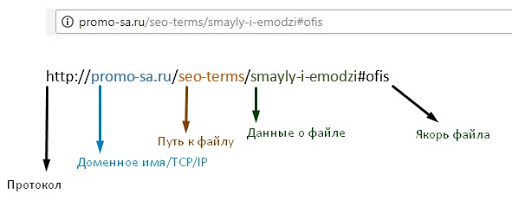 promo-sa.ru/seo-terms/smayly-i-emodzi#ofis
http://promo-sa.ru/seo-terms/smayly-i-emodzi#ofis
Путь к файлу
Данные о файле
Якорь файла
Доменное имя/TCP/IP
Протокол